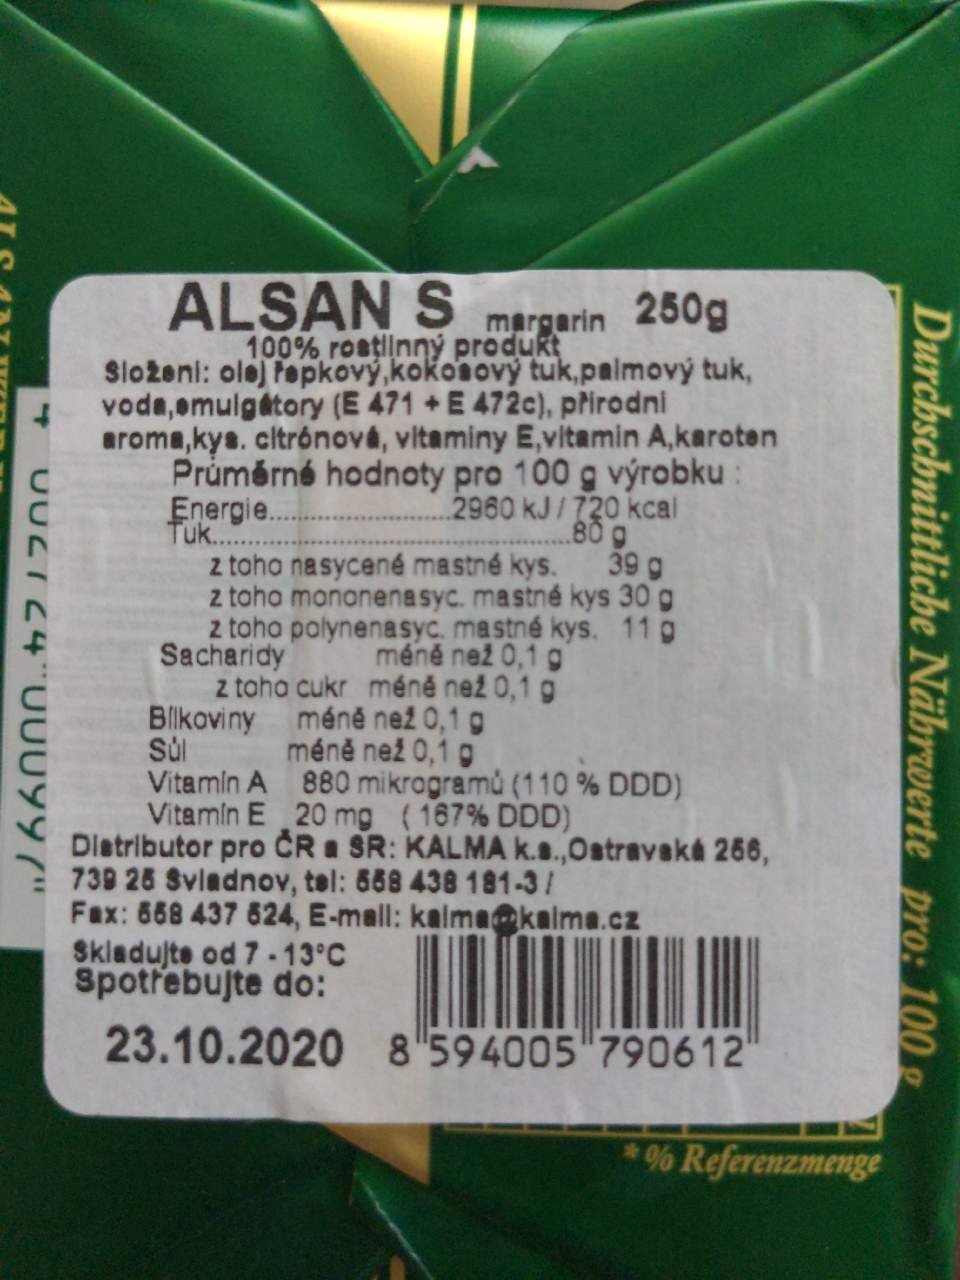 ALSAN S margarin 250g
100% rostlinný produkt
Složení: olej řepkový,kokosový tuk,palmový tuk,
voda,emulgátory (E 471 + E 472c), přírodní
aroma,kys. citrónová, vitaminy E,vitamin A,karoten
Průměrné hodnoty pro 100 g výrobku :
Energie...................2960 kJ / 720 kcal
Tuk.......................................80 g
z toho nasycené mastné kys. 39 g
z toho mononenasyc. mastné kys 30 g
z toho polynenasyc. mastné kys. 11 g
Sacharidy méně než 0,1 g
z toho cukr méně než 0,1 g
Bílkoviny méně než 0,1 g
Sůl méně než 0,1 g
Vitamín A 880 mikrogramů (110 % DDD)
Vitamín E 20 mg ( 167% DDD)
Distributor pro ČR a SR: KALMA k.s.,Ostravská 256,
739 25 Sviadnov, tel: 558 438 181-3 /
Fax: 558 437 524, E-mail: kalma@kalma.cz
Skladujte od 7 - 13°C
Spotřebujte do:
23.10.2020
8 594005 790612
Durchschnittliche Nährwerte pro: 100 g
*% Referenzmenge